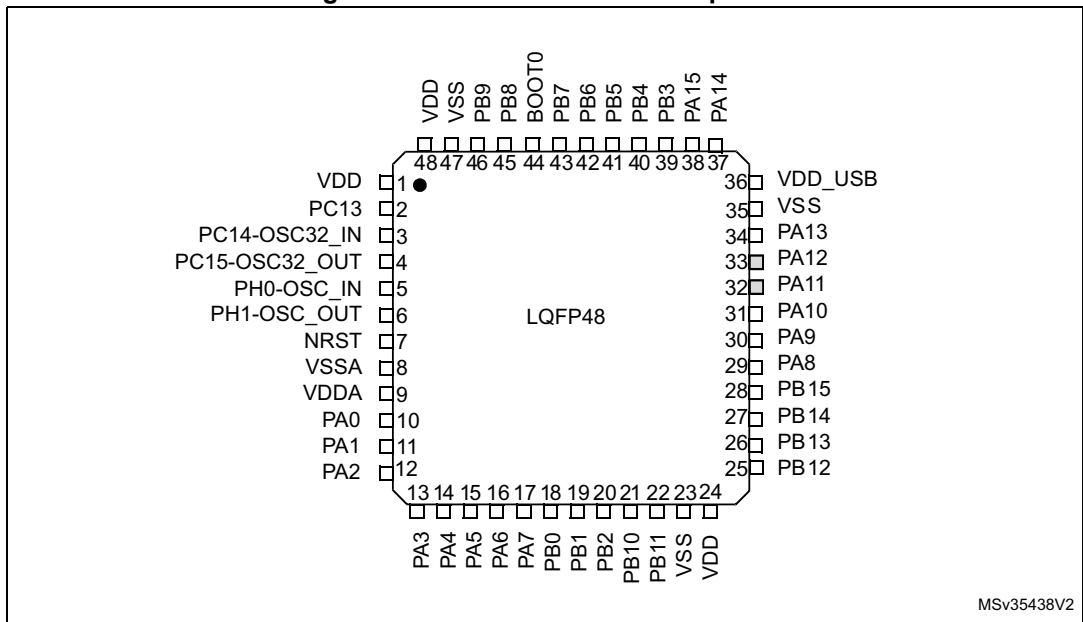 VDD
VSS
PB9
PB8
BOOT0
PB7
PB6
PB5
PB4
PB3
PA15
PA14
48 47 46 45 44 43 42 41 40 39 38 37
VDD 1
PC13 2
PC14-OSC32_IN 3
PC15-OSC32_OUT 4
PH0-OSC_IN 5
PH1-OSC_OUT 6
NRST 7
VSSA 8
VDDA 9
PA0 10
PA1 11
PA2 12
LQFP48
36 VDD_USB
35 VSS
34 PA13
33 PA12
32 PA11
31 PA10
30 PA9
29 PA8
28 PB15
27 PB14
26 PB13
25 PB12
13 14 15 16 17 18 19 20 21 22 23 24
PA3
PA4
PA5
PA6
PA7
PB0
PB1
PB2
PB10
PB11
VSS
VDD
MSv35438V2